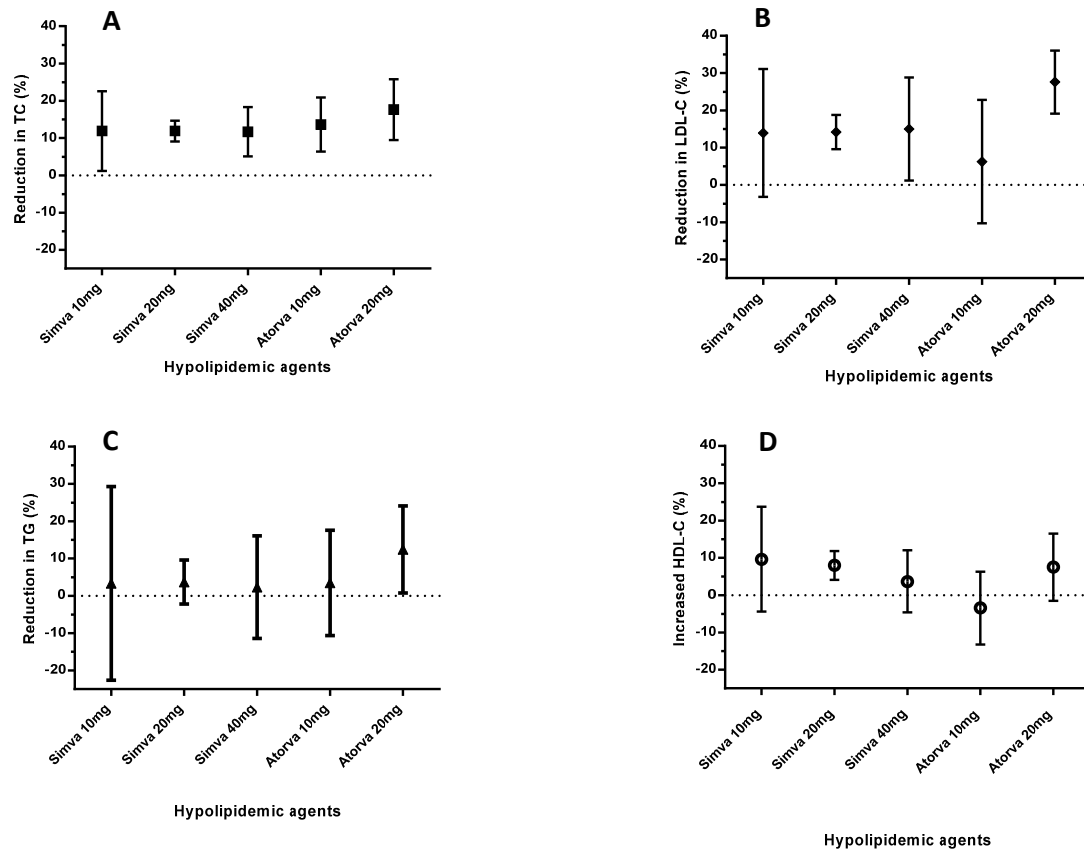 A
Reduction in TC (%)
40
30
20
10
0
-10
-20
Simva 10mg
Simva 20mg
Simva 40mg
Atorva 10mg
Atorva 20mg
Hypolipidemic agents
B
Reduction in LDL-C (%)
40
30
20
10
0
-10
-20
Simva 10mg
Simva 20mg
Simva 40mg
Atorva 10mg
Atorva 20mg
Hypolipidemic agents
C
Reduction in TG (%)
40
30
20
10
0
-10
-20
Simva 10mg
Simva 20mg
Simva 40mg
Atorva 10mg
Atorva 20mg
Hypolipidemic agents
D
Increased HDL-C (%)
40
30
20
10
0
-10
-20
Simva 10mg
Simva 20mg
Simva 40mg
Atorva 10mg
Atorva 20mg
Hypolipidemic agents